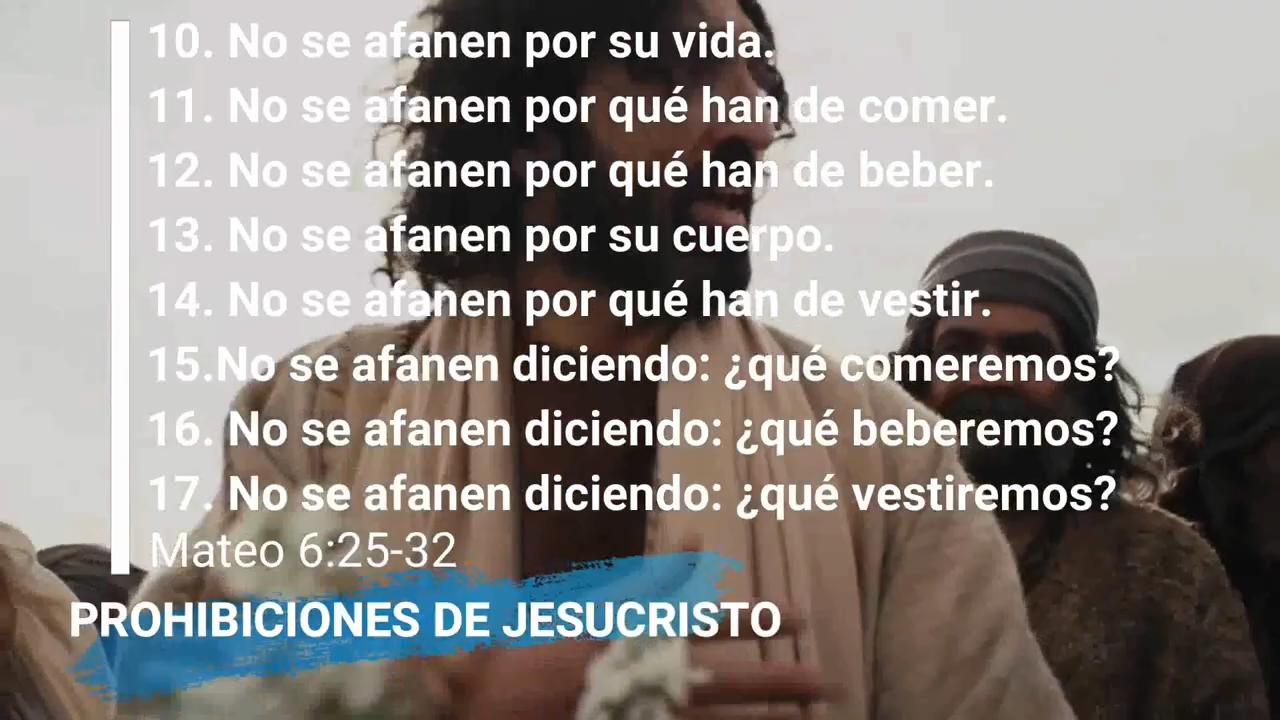 10. No se afanen por su vida.
11. No se afanen por qué han de comer.
12. No se afanen por qué han de beber.
13. No se afanen por su cuerpo.
14. No se afanen por qué han de vestir.
15.No se afanen diciendo: ¿qué comeremos?
16. No se afanen diciendo: ¿qué beberemos?
17. No se afanen diciendo: ¿qué vestiremos?
Mateo 6:25-32
PROHIBICIONES DE JESUCRISTO